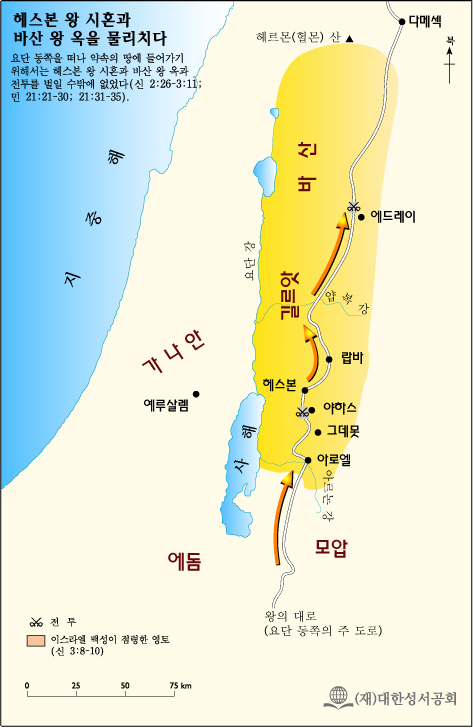 헤스본 왕 시혼과
바산 왕 옥을 물리치다
요단 동쪽을 떠나 약속의 땅에 들어가기
위해서는 헤스본 왕 시혼과 바산 왕 옥과
전투를 벌일 수밖에 없었다(신 2:26-3:11;
민 21:21-30; 21:31-35).
다메섹
헤르몬(헐몬) 산
북
지중해
바산
에드레이
요단 강
길르앗
얍복 강
가나안
랍바
헤스본
예루살렘
야하스
그데못
사해
아로엘
아르논 강
에돔
모압
왕의 대로
(요단 동쪽의 주 도로)
전 투
이스라엘 백성이 점령한 영토
(신 3:8-10)
0 25 50 75 km
(재)대한성서공회